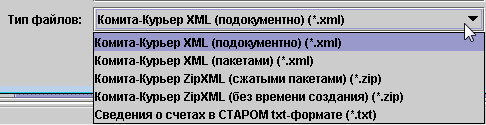 Тип файлов: Комита-Курьер XML (подокументно) (*.xml)
Комита-Курьер XML (подокументно) (*.xml)
Комита-Курьер XML (пакетами) (*.xml)
Комита-Курьер ZipXML (сжатыми пакетами) (*.zip)
Комита-Курьер ZipXML (без времени создания) (*.zip)
Сведения о счетах в СТАРОМ txt-формате (*.txt)